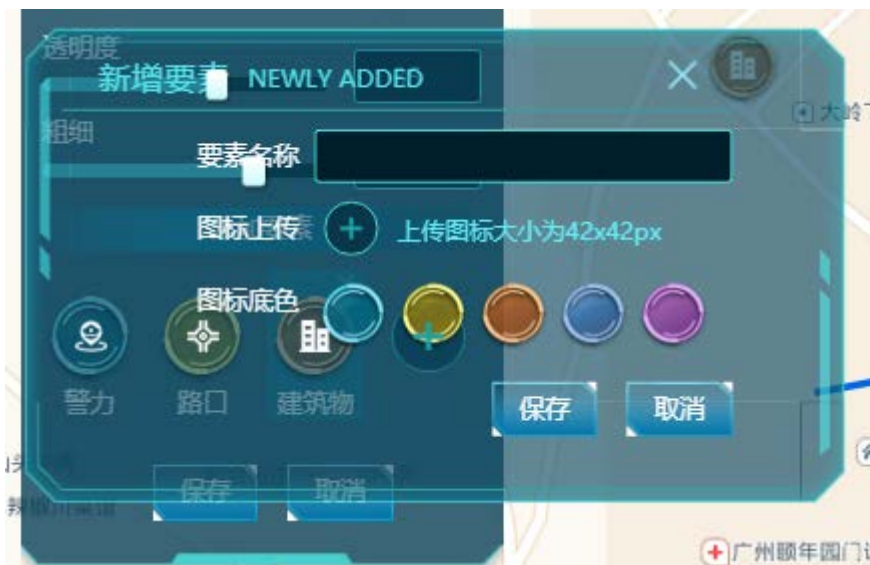 透明度
新增要素 NEWLY ADDED
大岭
粗细
要素名称
图标上传
上传图标大小为42x42px
图标底色
警力
路口
建筑物
保存
取消
保存
取消
广州颐年园门